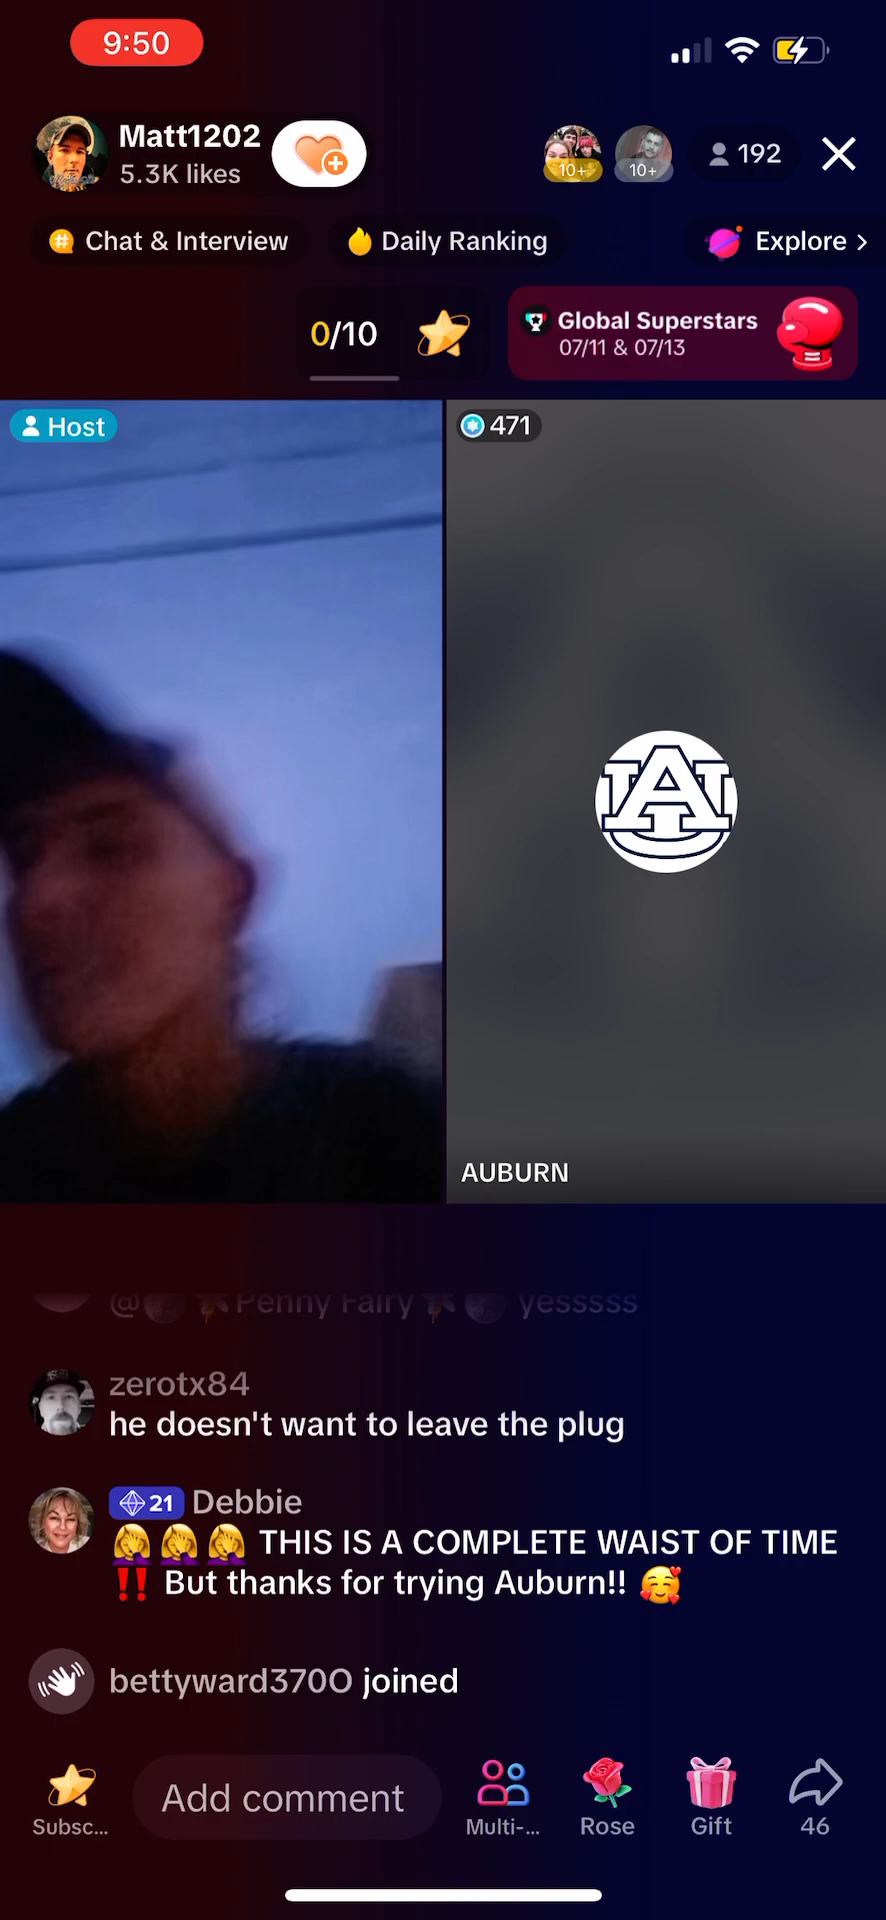 9:50
Matt1202
5.3K likes
10+
10+
192
Chat & Interview
Daily Ranking
Explore >
0/10
Global Superstars
07/11 & 07/13
Host
471
AU
AUBURN
@ Penny Fairy yesssss
zerotx84
he doesn't want to leave the plug
21 Debbie
🤦‍♀️🤦‍♀️🤦‍♀️ THIS IS A COMPLETE WAIST OF TIME
‼️ But thanks for trying Auburn!! 🥰
bettyward3700 joined
Subsc...
Add comment
Multi-...
Rose
Gift
46